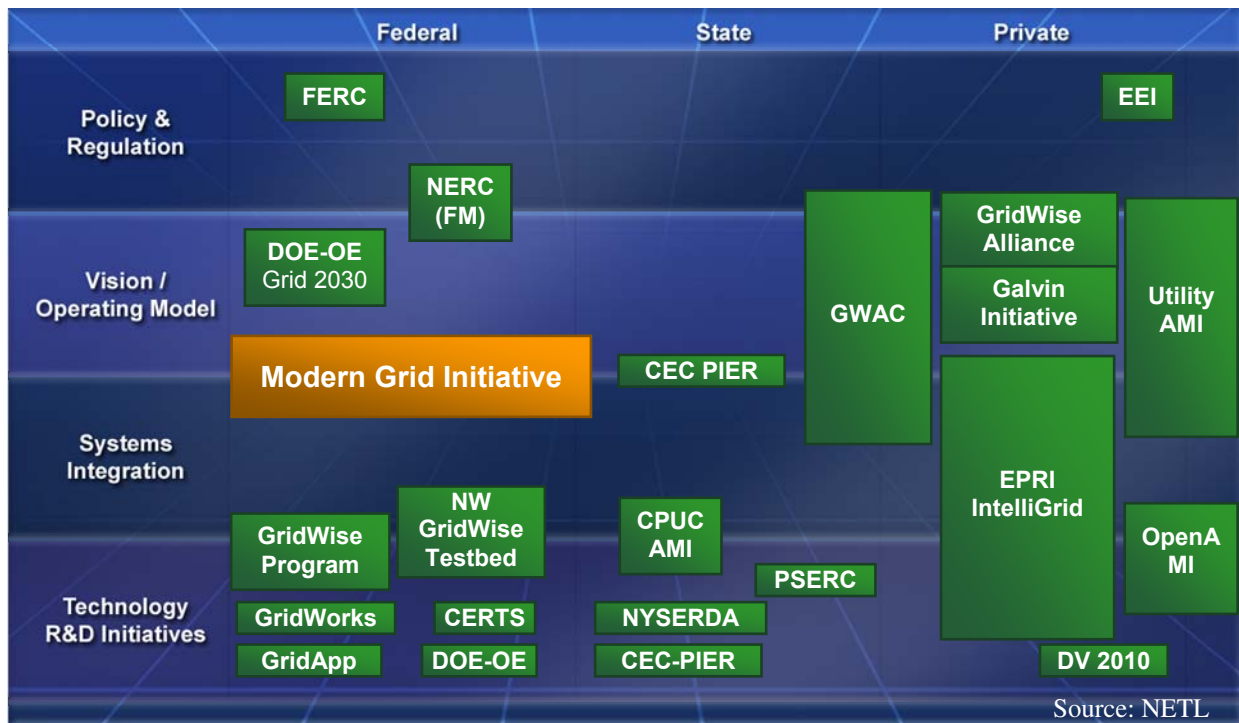 Federal
State
Private
Policy &
Regulation
FERC
EEI
NERC
(FM)
Vision /
Operating Model
DOE-OE
Grid 2030
GWAC
GridWise
Alliance
Galvin
Initiative
Utility
AMI
Modern Grid Initiative
CEC PIER
Systems
Integration
EPRI
IntelliGrid
NW
GridWise
Testbed
GridWise
Program
CPUC
AMI
OpenA
MI
PSERC
Technology
R&D Initiatives
GridWorks
CERTS
NYSERDA
GridApp
DOE-OE
CEC-PIER
DV 2010
Source: NETL